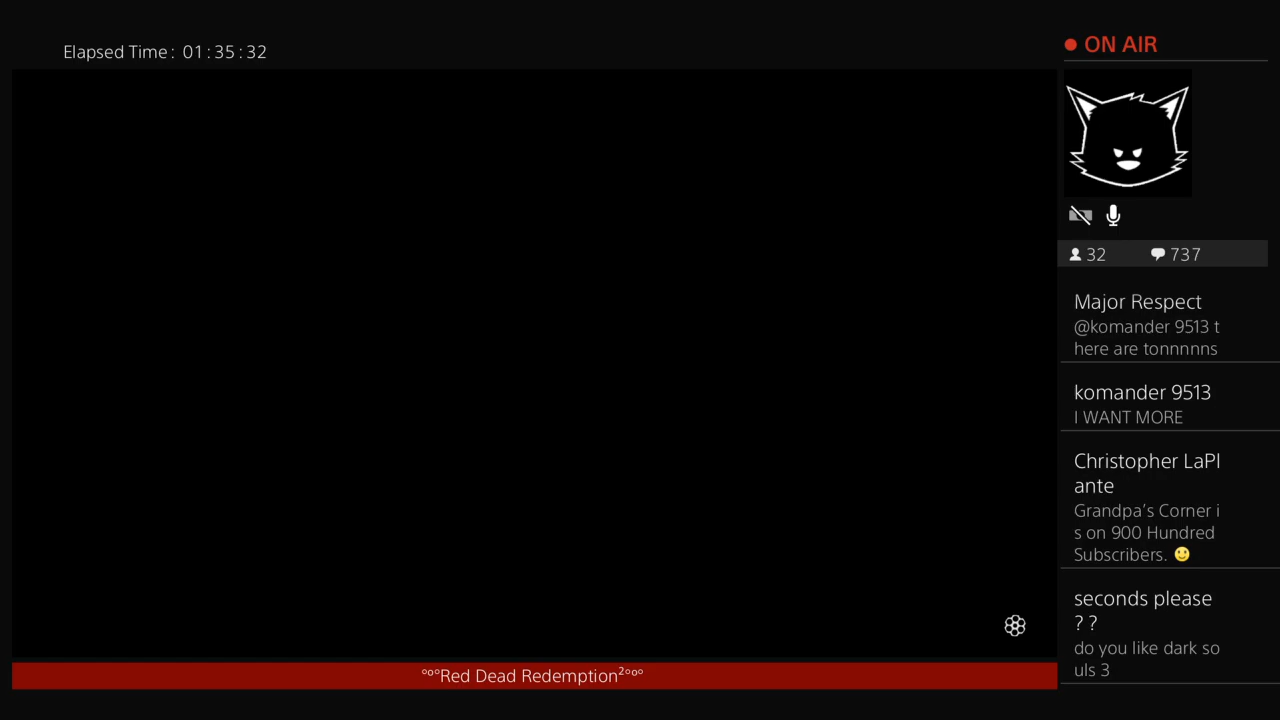 Elapsed Time: 01:35:32
ON AIR
32 737
Major Respect
@komander 9513 t
here are tonnnnns
komander 9513
I WANT MORE
Christopher LaPl
ante
Grandpa's Corner i
s on 900 Hundred
Subscribers. 🙂
seconds please
? ?
do you like dark so
uls 3
ººººRed Dead Redemption²ººº